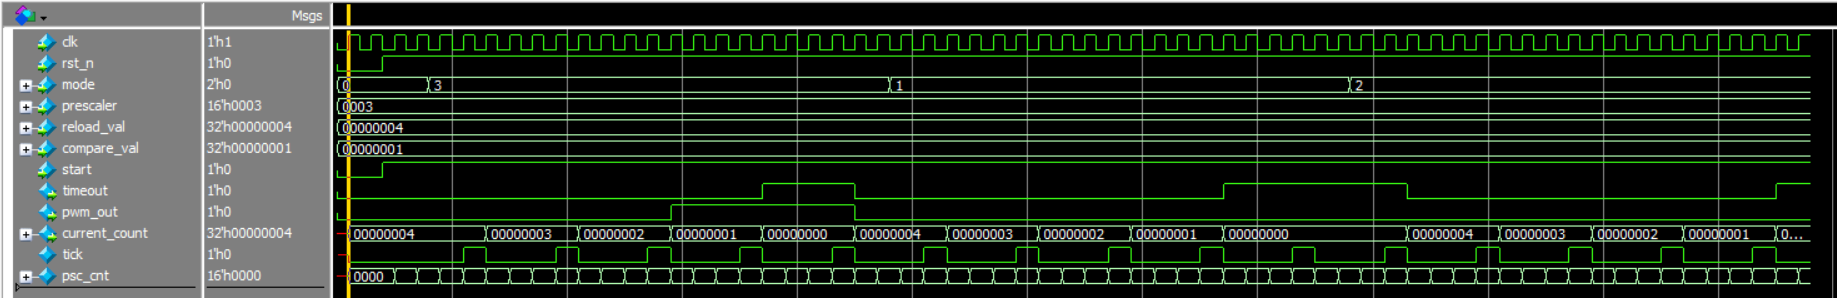 Msgs
clk 1'h1
rst_n 1'h0
mode 2'h0 0 3 1 2
prescaler 16'h0003 0003
reload_val 32'h00000004 00000004
compare_val 32'h00000001 00000001
start 1'h0
timeout 1'h0
pwm_out 1'h0
current_count 32'h00000004 00000004 00000003 00000002 00000001 00000000 00000004 00000003 00000002 00000001 00000000 00000004 00000003 00000002 00000001 0...
tick 1'h0
psc_cnt 16'h0000 0000